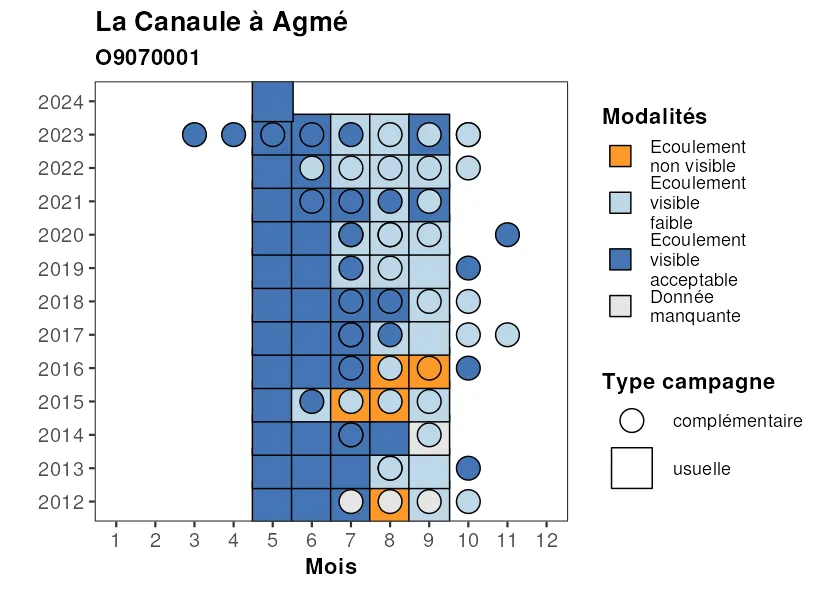 La Canaule à Agmé
O9070001
2024
2023
2022
2021
2020
2019
2018
2017
2016
2015
2014
2013
2012
1 2 3 4 5 6 7 8 9 10 11 12
Mois
Modalités
Ecoulement
non visible
Ecoulement
visible
faible
Ecoulement
visible
acceptable
Donnée
manquante
Type campagne
complémentaire
usuelle